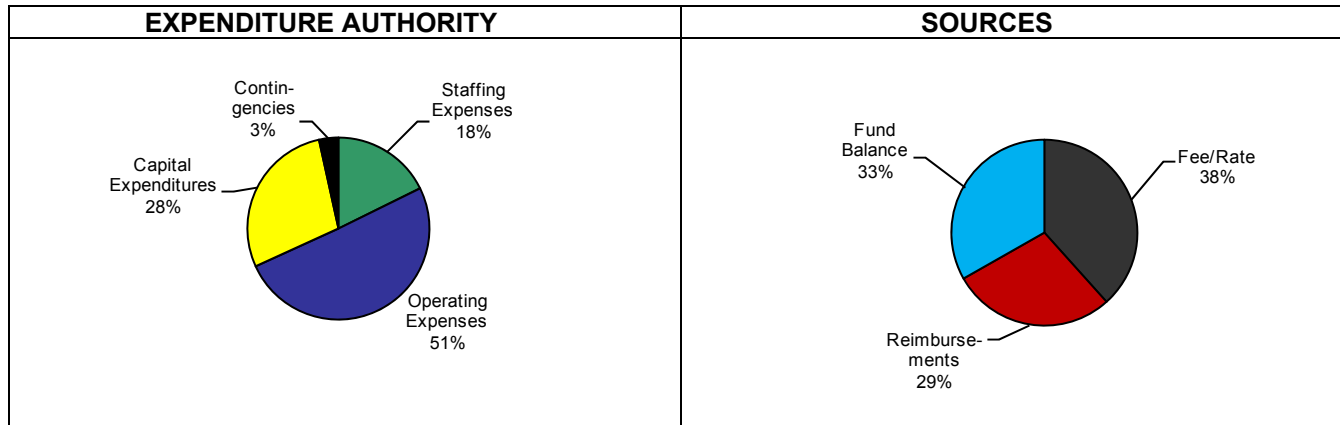 EXPENDITURE AUTHORITY
Contin-
gencies
3%
Staffing
Expenses
18%
Capital
Expenditures
28%
Operating
Expenses
51%
SOURCES
Fund
Balance
33%
Fee/Rate
38%
Reimburse-
ments
29%